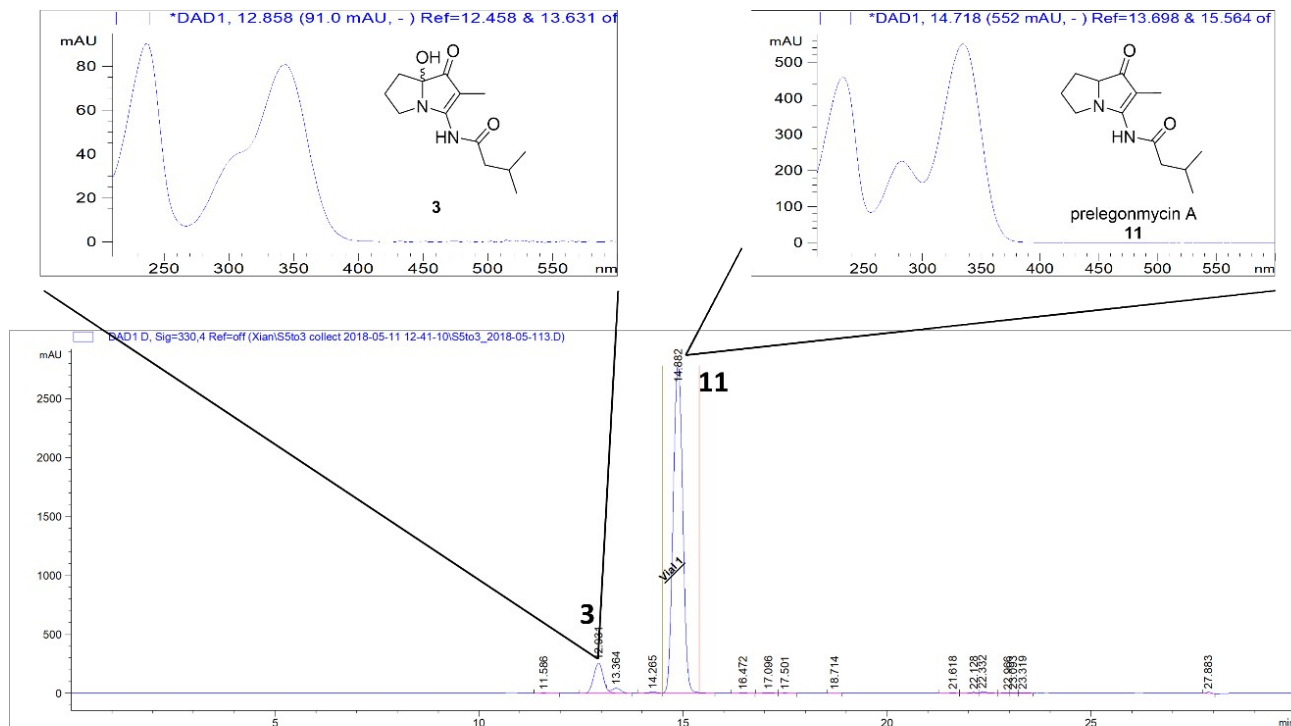 *DAD1, 12.858 (91.0 mAU, - ) Ref=12.458 & 13.631 of
mAU
80
60
40
20
0
250 300 350 400 450 500 550 nm
OH
O
N
HN
O
3
*DAD1, 14.718 (552 mAU, - ) Ref=13.698 & 15.564 of
mAU
500
400
300
200
100
0
250 300 350 400 450 500 550 nm
O
N
HN
O
prelegonmycin A
11
DAD1 D, Sig=330,4 Ref=off (Xian\S5to3 collect 2018-05-11 12-41-10\S5to3_2018-05-113.D)
mAU
2500
2000
1500
1000
500
0
5 10 15 20 25 min
3
11
Vial 1
11.586
12.931
13.364
14.265
14.882
16.472
17.096
17.501
18.714
21.618
22.128
22.332
23.093
23.319
27.883